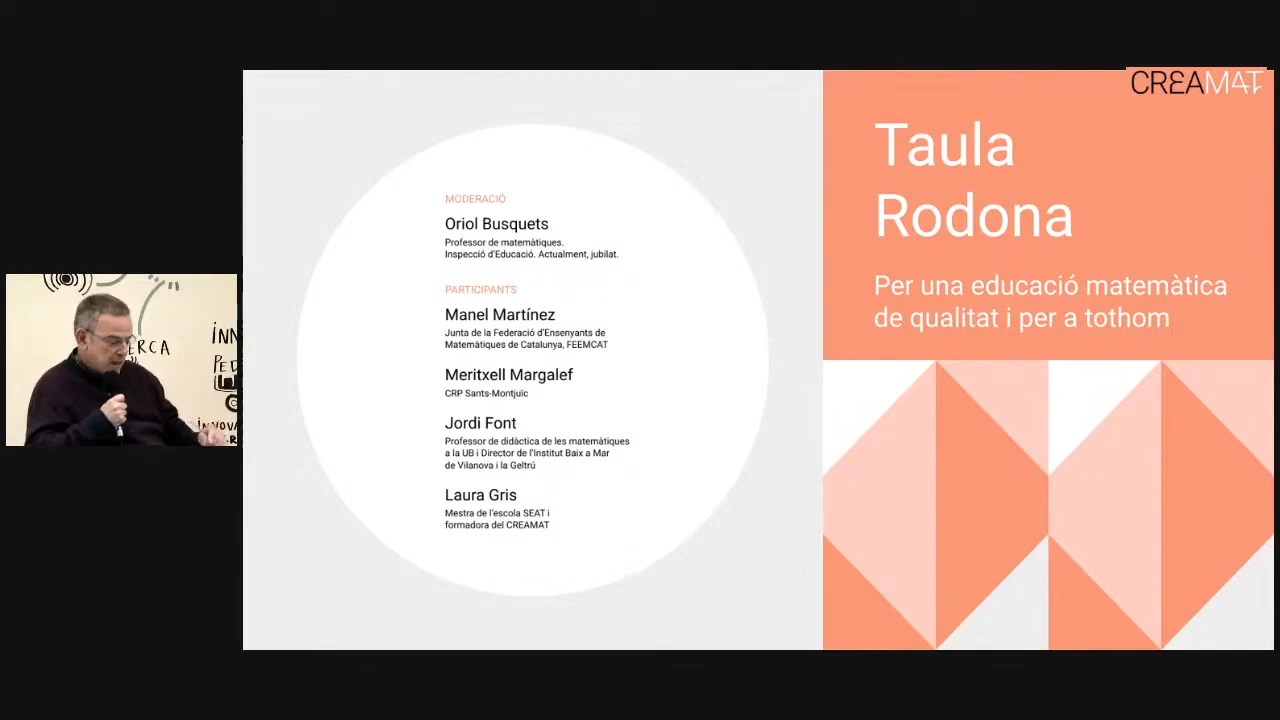 CREAMAT
Taula
Rodona
Per una educació matemàtica
de qualitat i per a tothom
MODERACIÓ
Oriol Busquets
Professor de matemàtiques.
Inspecció d'Educació. Actualment, jubilat.
PARTICIPANTS
Manel Martínez
Junta de la Federació d'Ensenyants de
Matemàtiques de Catalunya, FEEMCAT
Meritxell Margalef
CRP Sants-Montjuïc
Jordi Font
Professor de didàctica de les matemàtiques
a la UB i Director de l'Institut Baix a Mar
de Vilanova i la Geltrú
Laura Gris
Mestra de l'escola SEAT i
formadora del CREAMAT